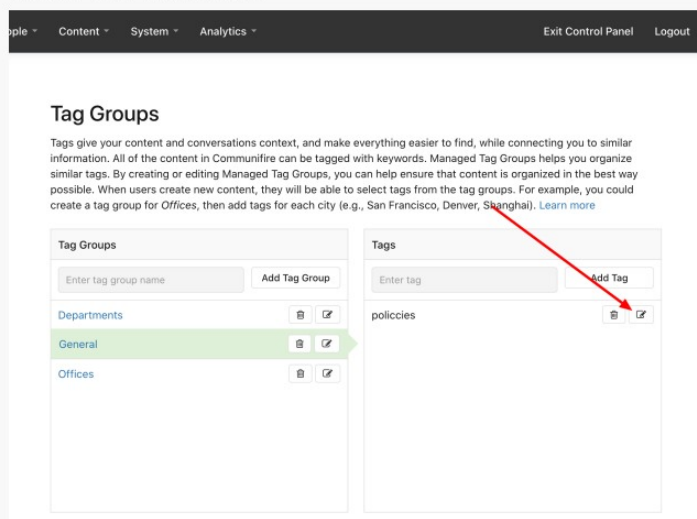 Content
System
Analytics
Exit Control Panel
Logout
Tag Groups
Tags give your content and conversations context, and make everything easier to find, while connecting you to similar
information. All of the content in Communifire can be tagged with keywords. Managed Tag Groups helps you organize
similar tags. By creating or editing Managed Tag Groups, you can help ensure that content is organized in the best way
possible. When users create new content, they will be able to select tags from the tag groups. For example, you could
create a tag group for Offices, then add tags for each city (e.g., San Francisco, Denver, Shanghai). Learn more
Tag Groups
Enter tag group name
Add Tag Group
Departments
General
Offices
Tags
Enter tag
Add Tag
policcies